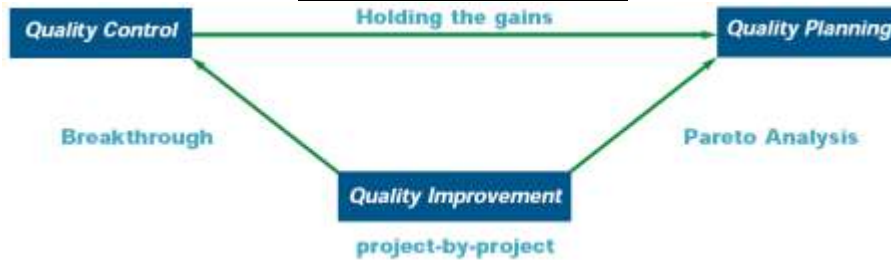 Holding the gains
Quality Control
Quality Planning
Breakthrough
Pareto Analysis
Quality Improvement
project-by-project